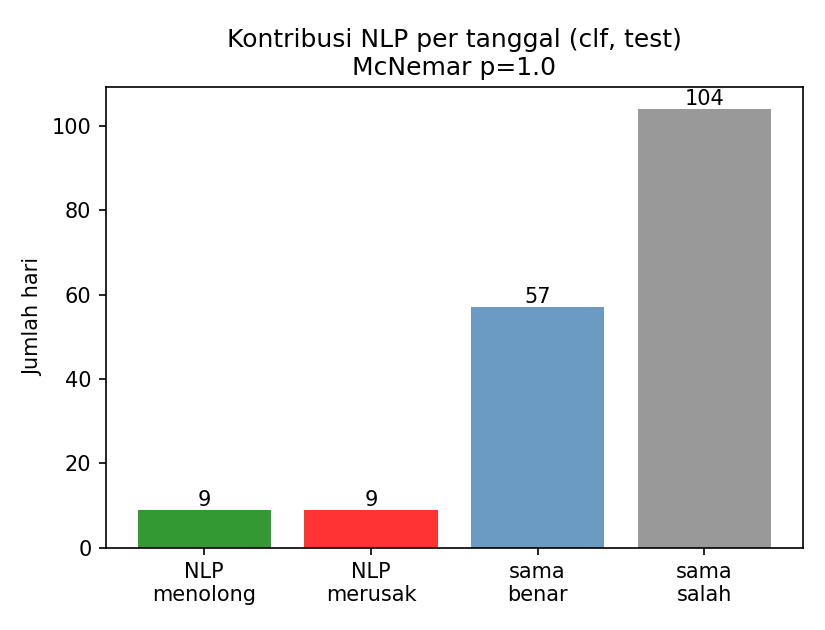 Kontribusi NLP per tanggal (clf, test)
McNemar p=1.0
Jumlah hari
100
80
60
40
20
0
9
9
57
104
NLP
menolong
NLP
merusak
sama
benar
sama
salah